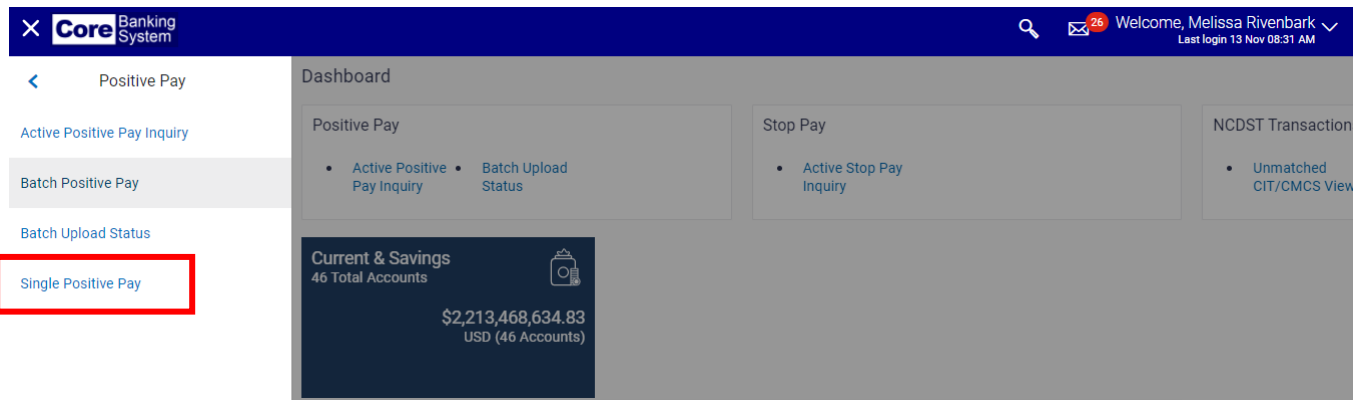 Core Banking System
26
Welcome, Melissa Rivenbark
Last login 13 Nov 08:31 AM
Positive Pay
Active Positive Pay Inquiry
Batch Positive Pay
Batch Upload Status
Single Positive Pay
Dashboard
Positive Pay
Active Positive
Pay Inquiry
Batch Upload
Status
Stop Pay
Active Stop Pay
Inquiry
NCDST Transaction
Unmatched
CIT/CMCS View
Current & Savings
46 Total Accounts
$2,213,468,634.83
USD (46 Accounts)